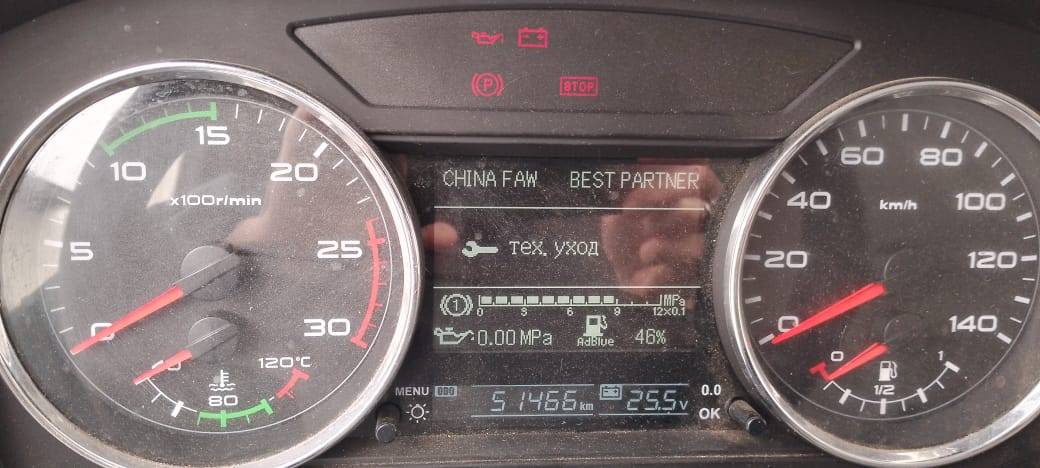 P
STOP
CHINA FAW BEST PARTNER
тех. уход
1 0 3 6 9 12x0.1 MPa
0.00 MPa AdBlue 46%
MENU ODO 51466 km 25.5 V 0.0
OK
0 5 10 15 20 25 30
x100r/min
80 120°C
0 20 40 60 80 100 120 140
km/h
0 1/2 1